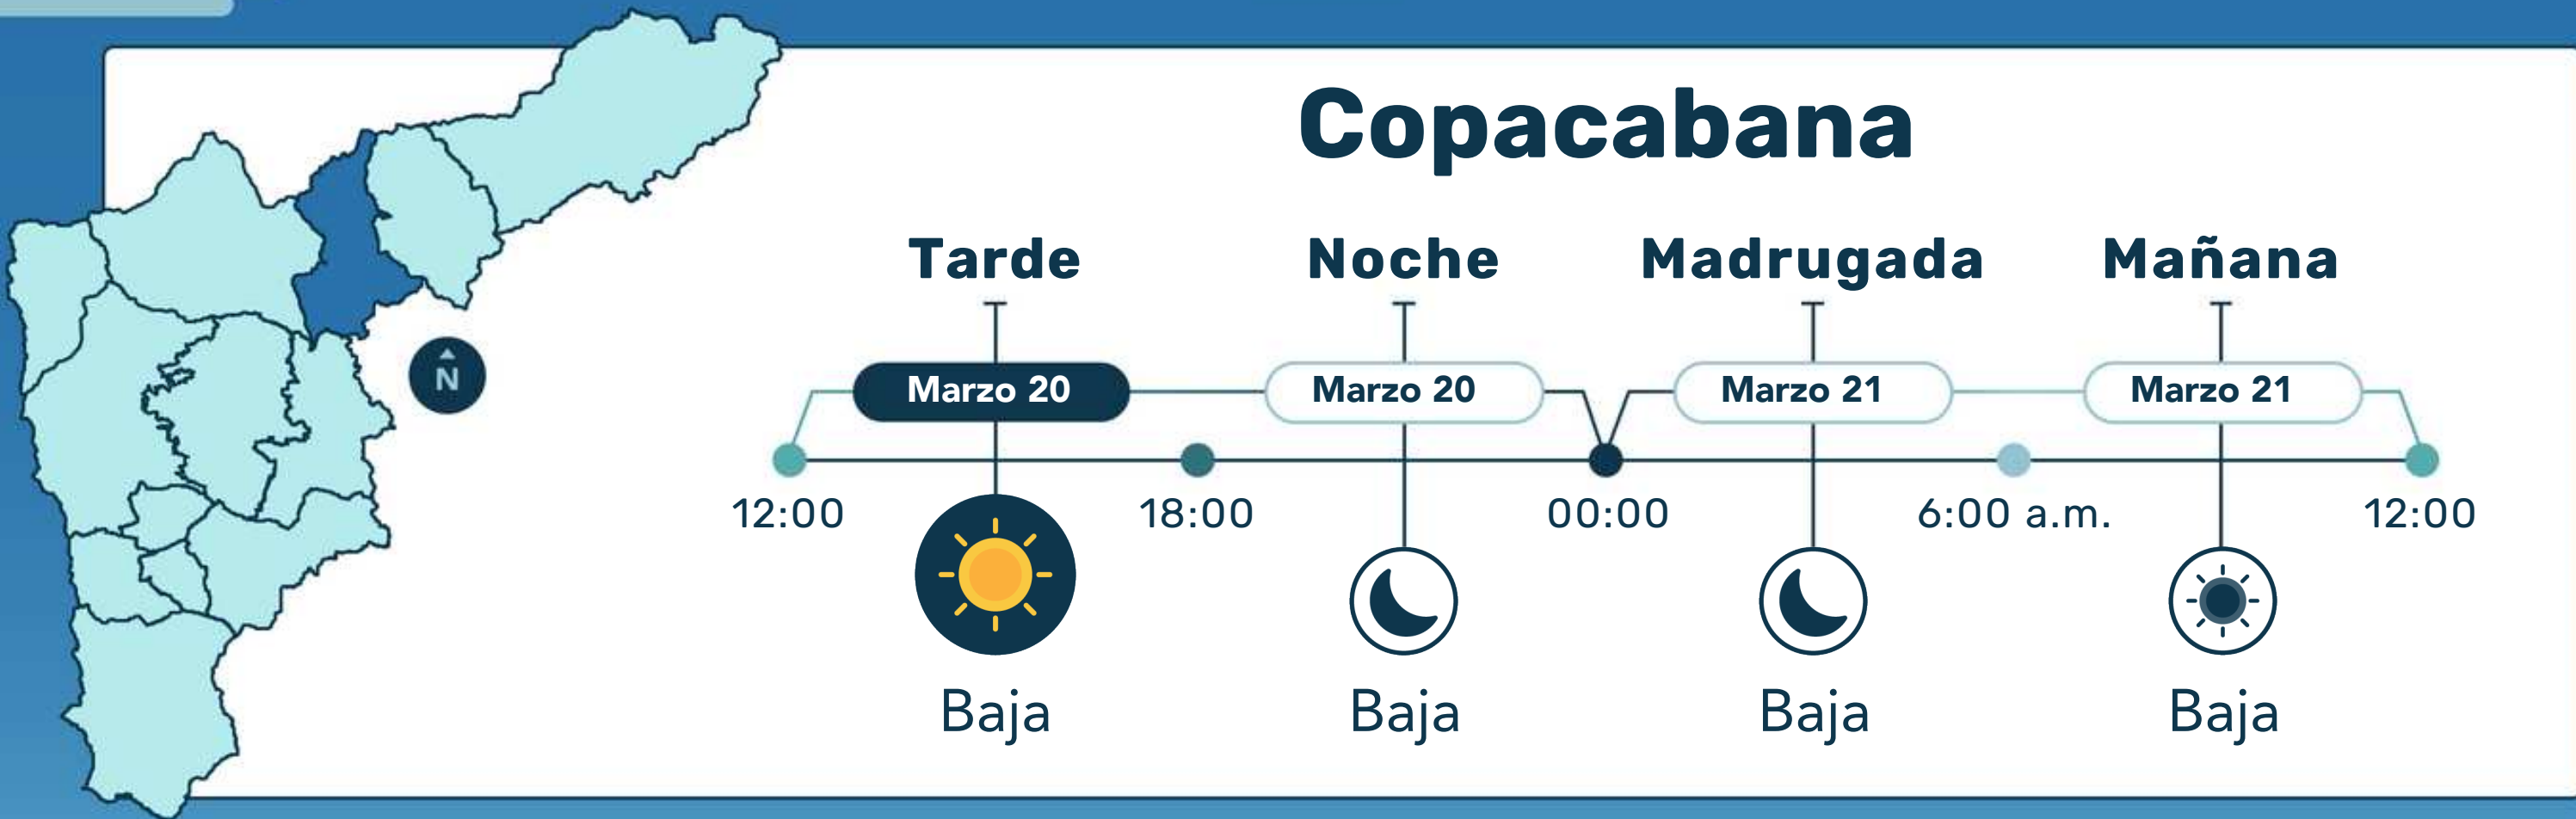 Copacabana
Tarde Noche Madrugada Mañana
N
Marzo 20 Marzo 20 Marzo 21 Marzo 21
12:00 18:00 00:00 6:00 a.m. 12:00
Baja Baja Baja Baja